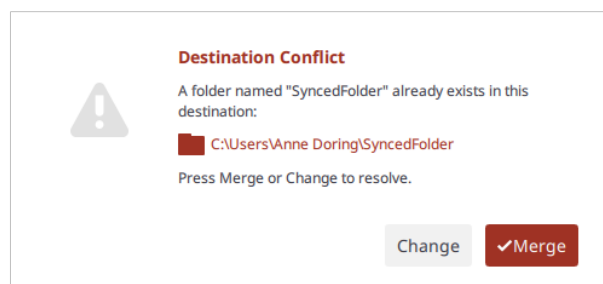 Destination Conflict
A folder named "SyncedFolder" already exists in this
destination:
C:\Users\Anne Doring\SyncedFolder
Press Merge or Change to resolve.
Change
Merge